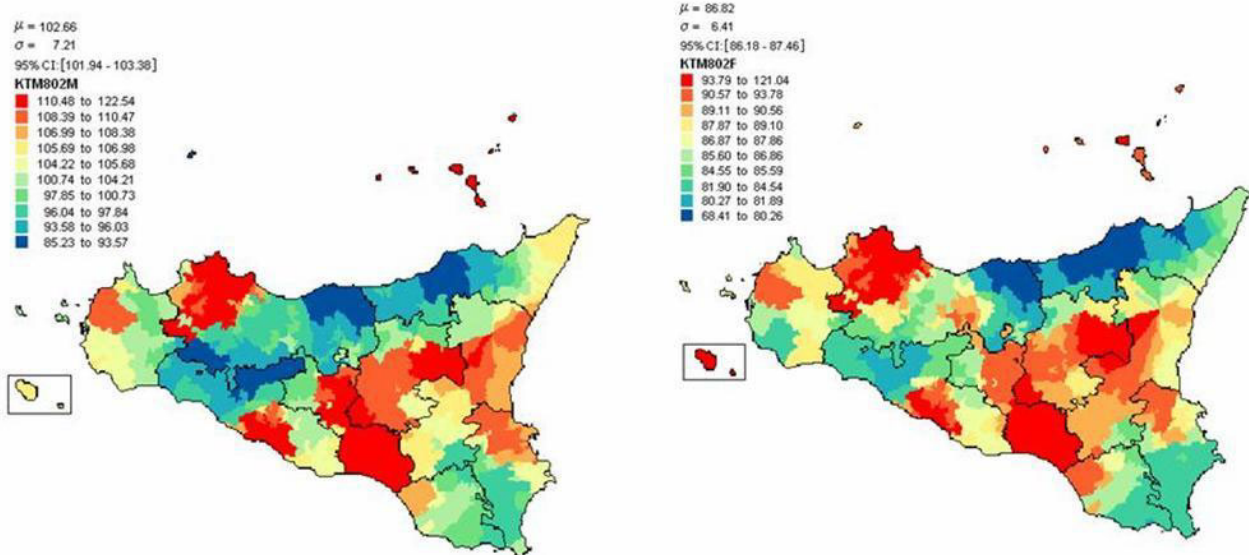 μ = 102.66
σ = 7.21
95% CI:[101.94 - 103.38]
KTM802M
110.48 to 122.54
108.39 to 110.47
106.99 to 108.38
105.69 to 106.98
104.22 to 105.68
100.74 to 104.21
97.85 to 100.73
96.04 to 97.84
93.58 to 96.03
85.23 to 93.57
μ = 86.82
σ = 6.41
95% CI:[86.18 - 87.46]
KTM802F
93.79 to 121.04
90.57 to 93.78
89.11 to 90.56
87.87 to 89.10
86.87 to 87.86
85.60 to 86.86
84.55 to 85.59
81.90 to 84.54
80.27 to 81.89
68.41 to 80.26